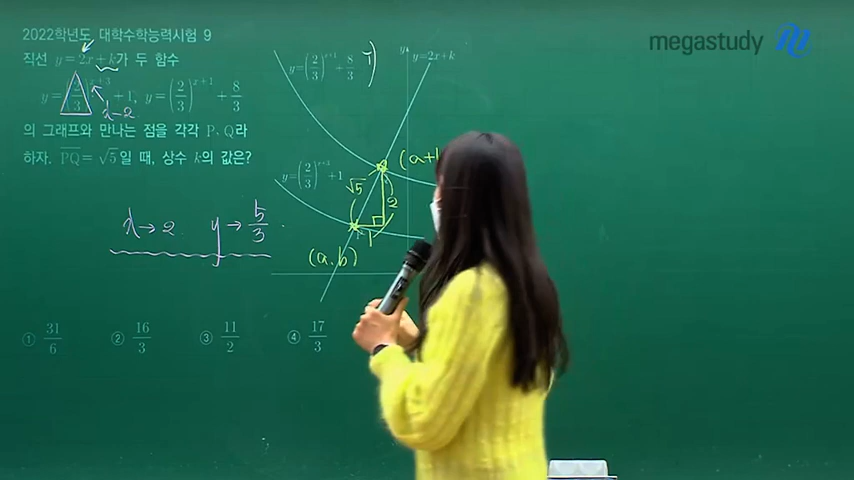 2022학년도 대학수학능력시험 9
megastudy
직선 y = 2x + k가 두 함수
y = (2/3)^{x+3} + 1, y = (2/3)^{x+1} + 8/3
x → 2
의 그래프와 만나는 점을 각각 P, Q라
하자. PQ = √5일 때, 상수 k의 값은?
y = (2/3)^{x+1} + 8/3
y
y = 2x + k
(a+1
√5
2
y = (2/3)^{x+3} + 1
1
(a, b)
x → 2 y → 5/3
① 31/6 ② 16/3 ③ 11/2 ④ 17/3